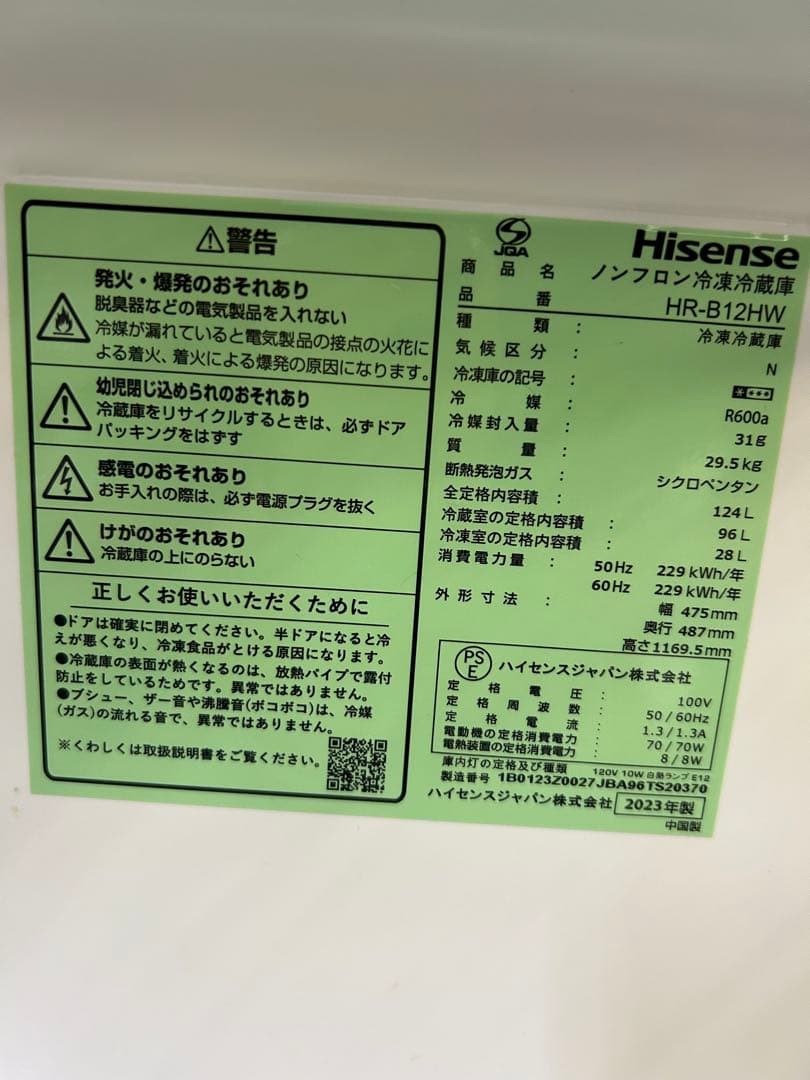 ⚠警告
発火・爆発のおそれあり
脱臭器などの電気製品を入れない
冷媒が漏れていると電気製品の接点の火花に
よる着火、着火による爆発の原因になります。
幼児閉じ込められのおそれあり
冷蔵庫をリサイクルするときは、必ずドア
パッキングをはずす
感電のおそれあり
お手入れの際は、必ず電源プラグを抜く
けがのおそれあり
冷蔵庫の上にのらない
正しくお使いいただくために
●ドアは確実に閉めてください。半ドアになると冷
えが悪くなり、冷凍食品がとける原因になります。
●冷蔵庫の表面が熱くなるのは、放熱パイプで露付
防止をしているためです。異常ではありません。
●ブシュー、ザー音や沸騰音(ボコボコ)は、冷媒
(ガス)の流れる音で、異常ではありません。
※くわしくは取扱説明書をご覧ください。
JQA
Hisense
商品名 ノンフロン冷凍冷蔵庫
品番 HR-B12HW
種類 : 冷凍冷蔵庫
気候区分 : N
冷凍庫の記号 : * ***
冷媒 : R600a
冷媒封入量 : 31g
質量 : 29.5kg
断熱発泡ガス : シクロペンタン
全定格内容積 : 124L
冷蔵室の定格内容積 : 96L
冷凍室の定格内容積 : 28L
消費電力量 : 50Hz 229kWh/年
60Hz 229kWh/年
外形寸法 : 幅 475mm
奥行 487mm
高さ1169.5mm
PS
E
ハイセンスジャパン株式会社
定格電圧 : 100V
定格周波数 : 50/60Hz
定格電流 : 1.3/1.3A
電動機の定格消費電力 : 70/70W
電熱装置の定格消費電力 : 8/8W
庫内灯の定格及び種類 120V 10W 白熱ランプ E12
製造番号 1B0123Z0027JBA96TS20370
ハイセンスジャパン株式会社 2023年製
中国製